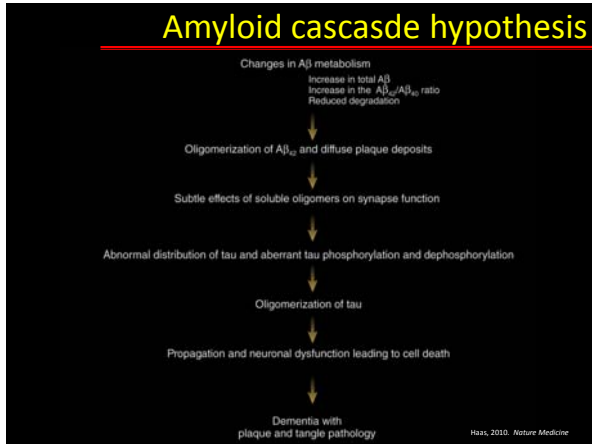 Amyloid cascasde hypothesis
Changes in Aβ metabolism
Increase in total Aβ
Increase in the Aβ42/Aβ40 ratio
Reduced degradation
Oligomerization of Aβ42 and diffuse plaque deposits
Subtle effects of soluble oligomers on synapse function
Abnormal distribution of tau and aberrant tau phosphorylation and dephosphorylation
Oligomerization of tau
Propagation and neuronal dysfunction leading to cell death
Dementia with
plaque and tangle pathology
Haas, 2010. Nature Medicine